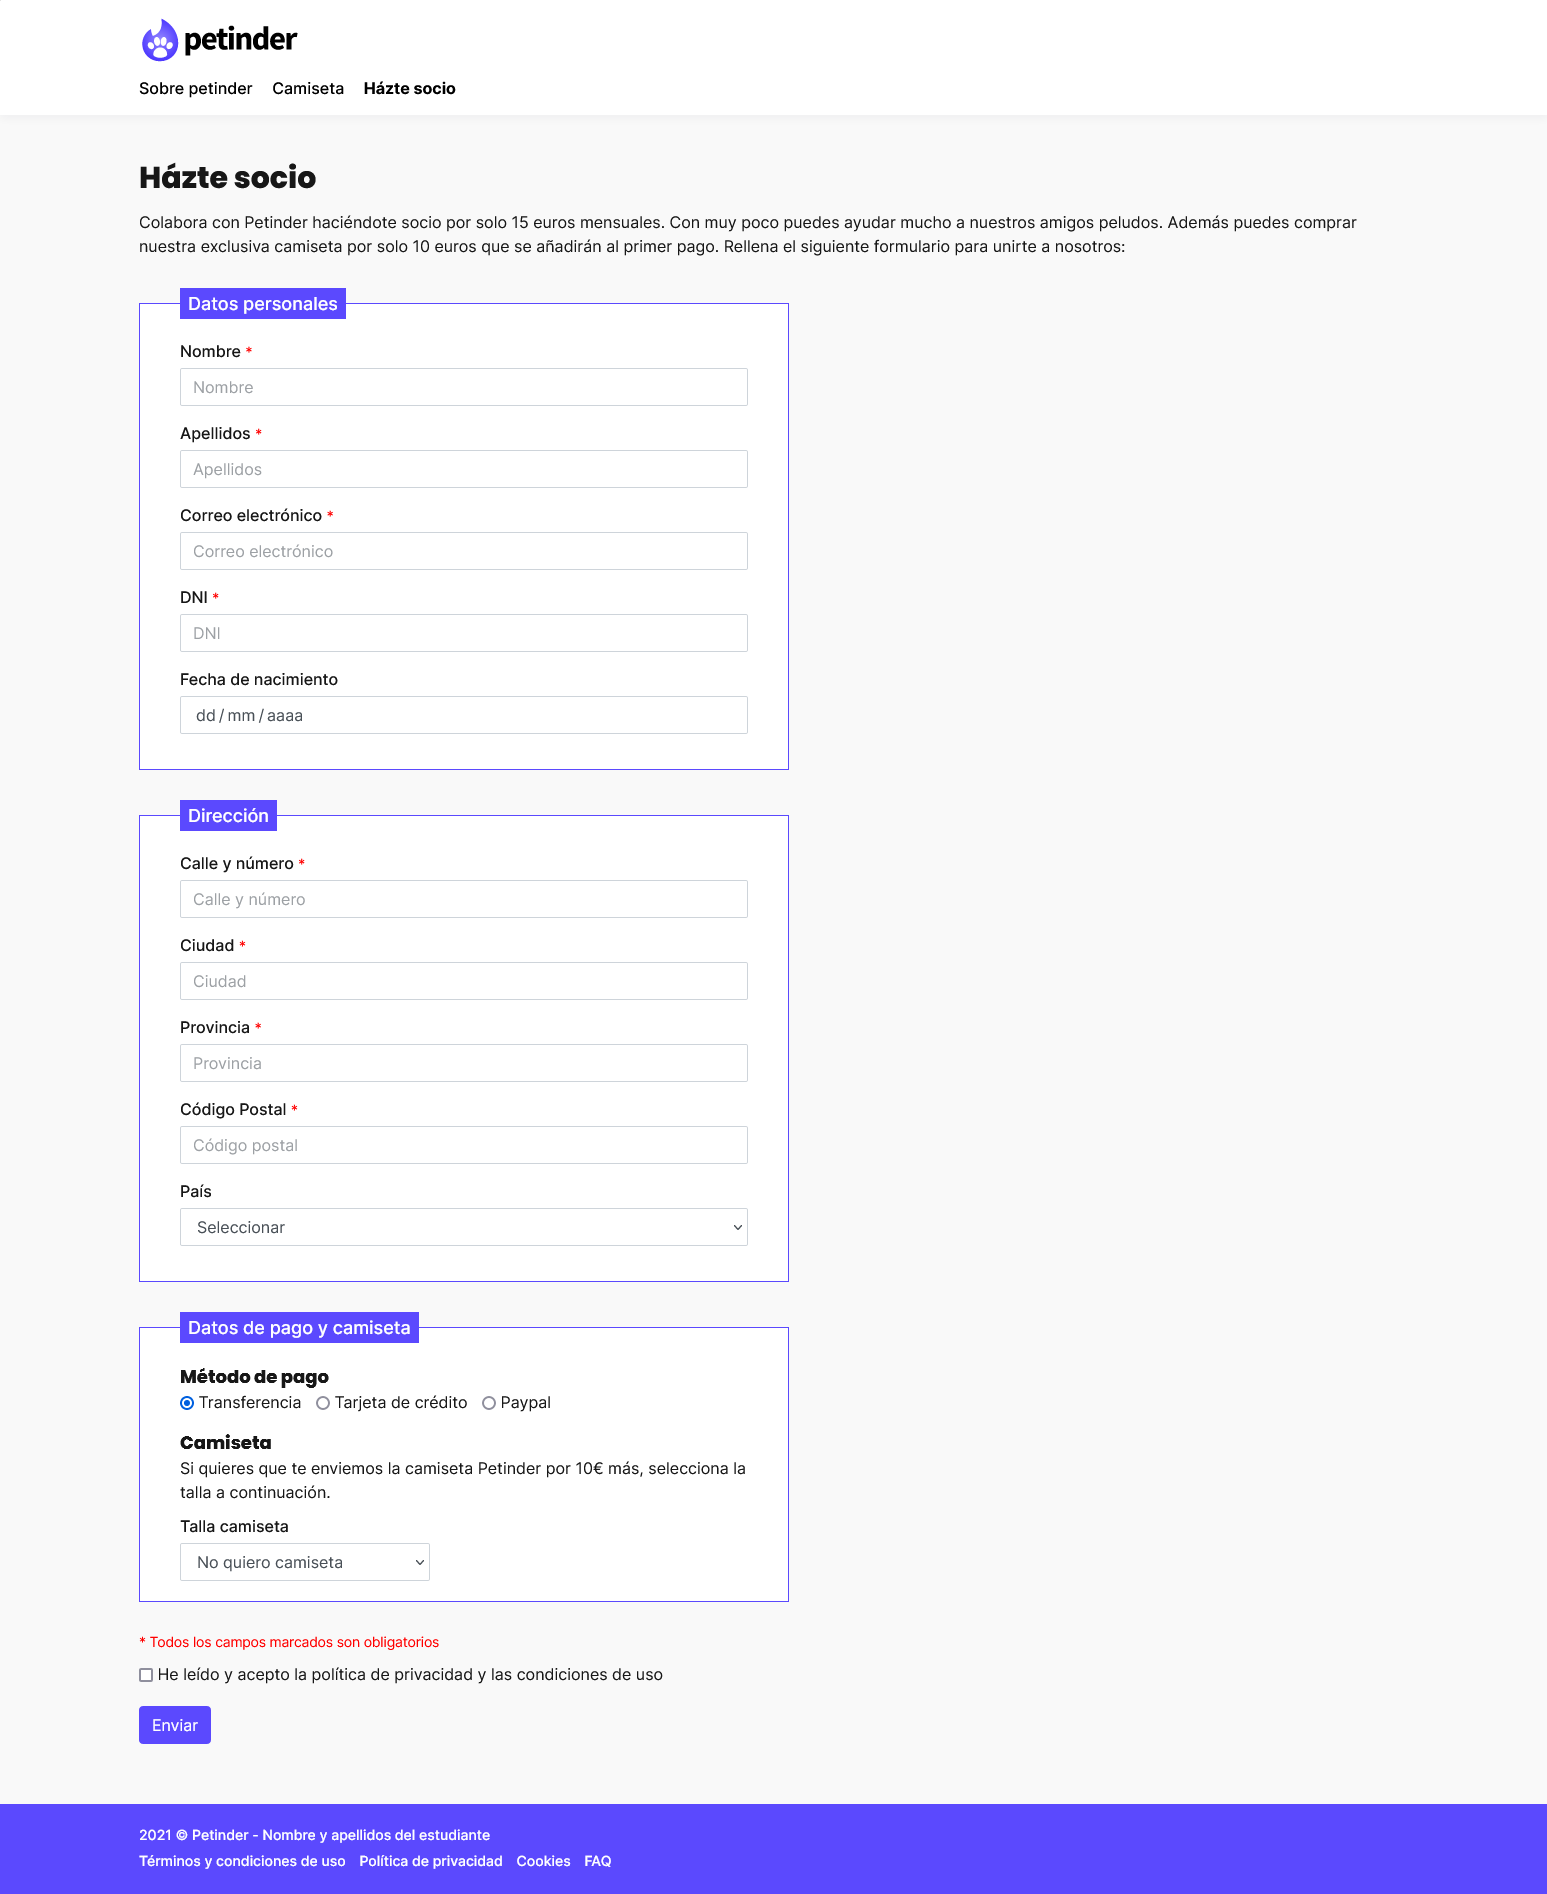 petinder
Sobre petinder Camiseta Házte socio
Házte socio
Colabora con Petinder haciéndote socio por solo 15 euros mensuales. Con muy poco puedes ayudar mucho a nuestros amigos peludos. Además puedes comprar
nuestra exclusiva camiseta por solo 10 euros que se añadirán al primer pago. Rellena el siguiente formulario para unirte a nosotros:
Datos personales
Nombre *
Nombre
Apellidos *
Apellidos
Correo electrónico *
Correo electrónico
DNI *
DNI
Fecha de nacimiento
dd / mm / aaaa
Dirección
Calle y número *
Calle y número
Ciudad *
Ciudad
Provincia *
Provincia
Código Postal *
Código postal
País
Seleccionar
Datos de pago y camiseta
Método de pago
Transferencia Tarjeta de crédito Paypal
Camiseta
Si quieres que te enviemos la camiseta Petinder por 10€ más, selecciona la
talla a continuación.
Talla camiseta
No quiero camiseta
* Todos los campos marcados son obligatorios
He leído y acepto la política de privacidad y las condiciones de uso
Enviar
2021 © Petinder - Nombre y apellidos del estudiante
Términos y condiciones de uso Política de privacidad Cookies FAQ